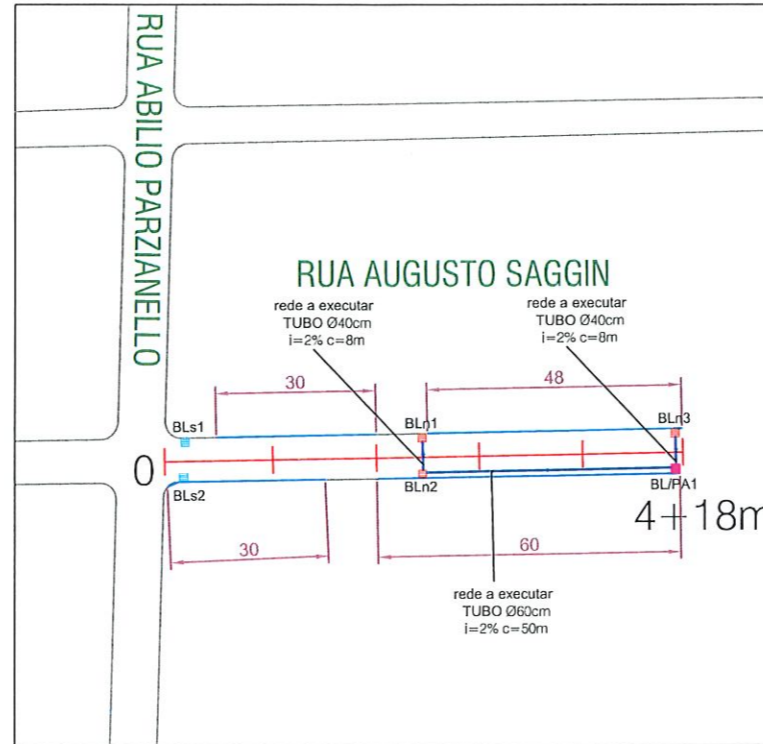 RUA ABILIO PARZIANELLO
RUA AUGUSTO SAGGIN
rede a executar
TUBO Ø40cm
i=2% c=8m
rede a executar
TUBO Ø40cm
i=2% c=8m
30
48
BLs1
BLn1
BLn3
0
BLs2
BLn2
BL/PA1
4+18m
30
60
rede a executar
TUBO Ø60cm
i=2% c=50m